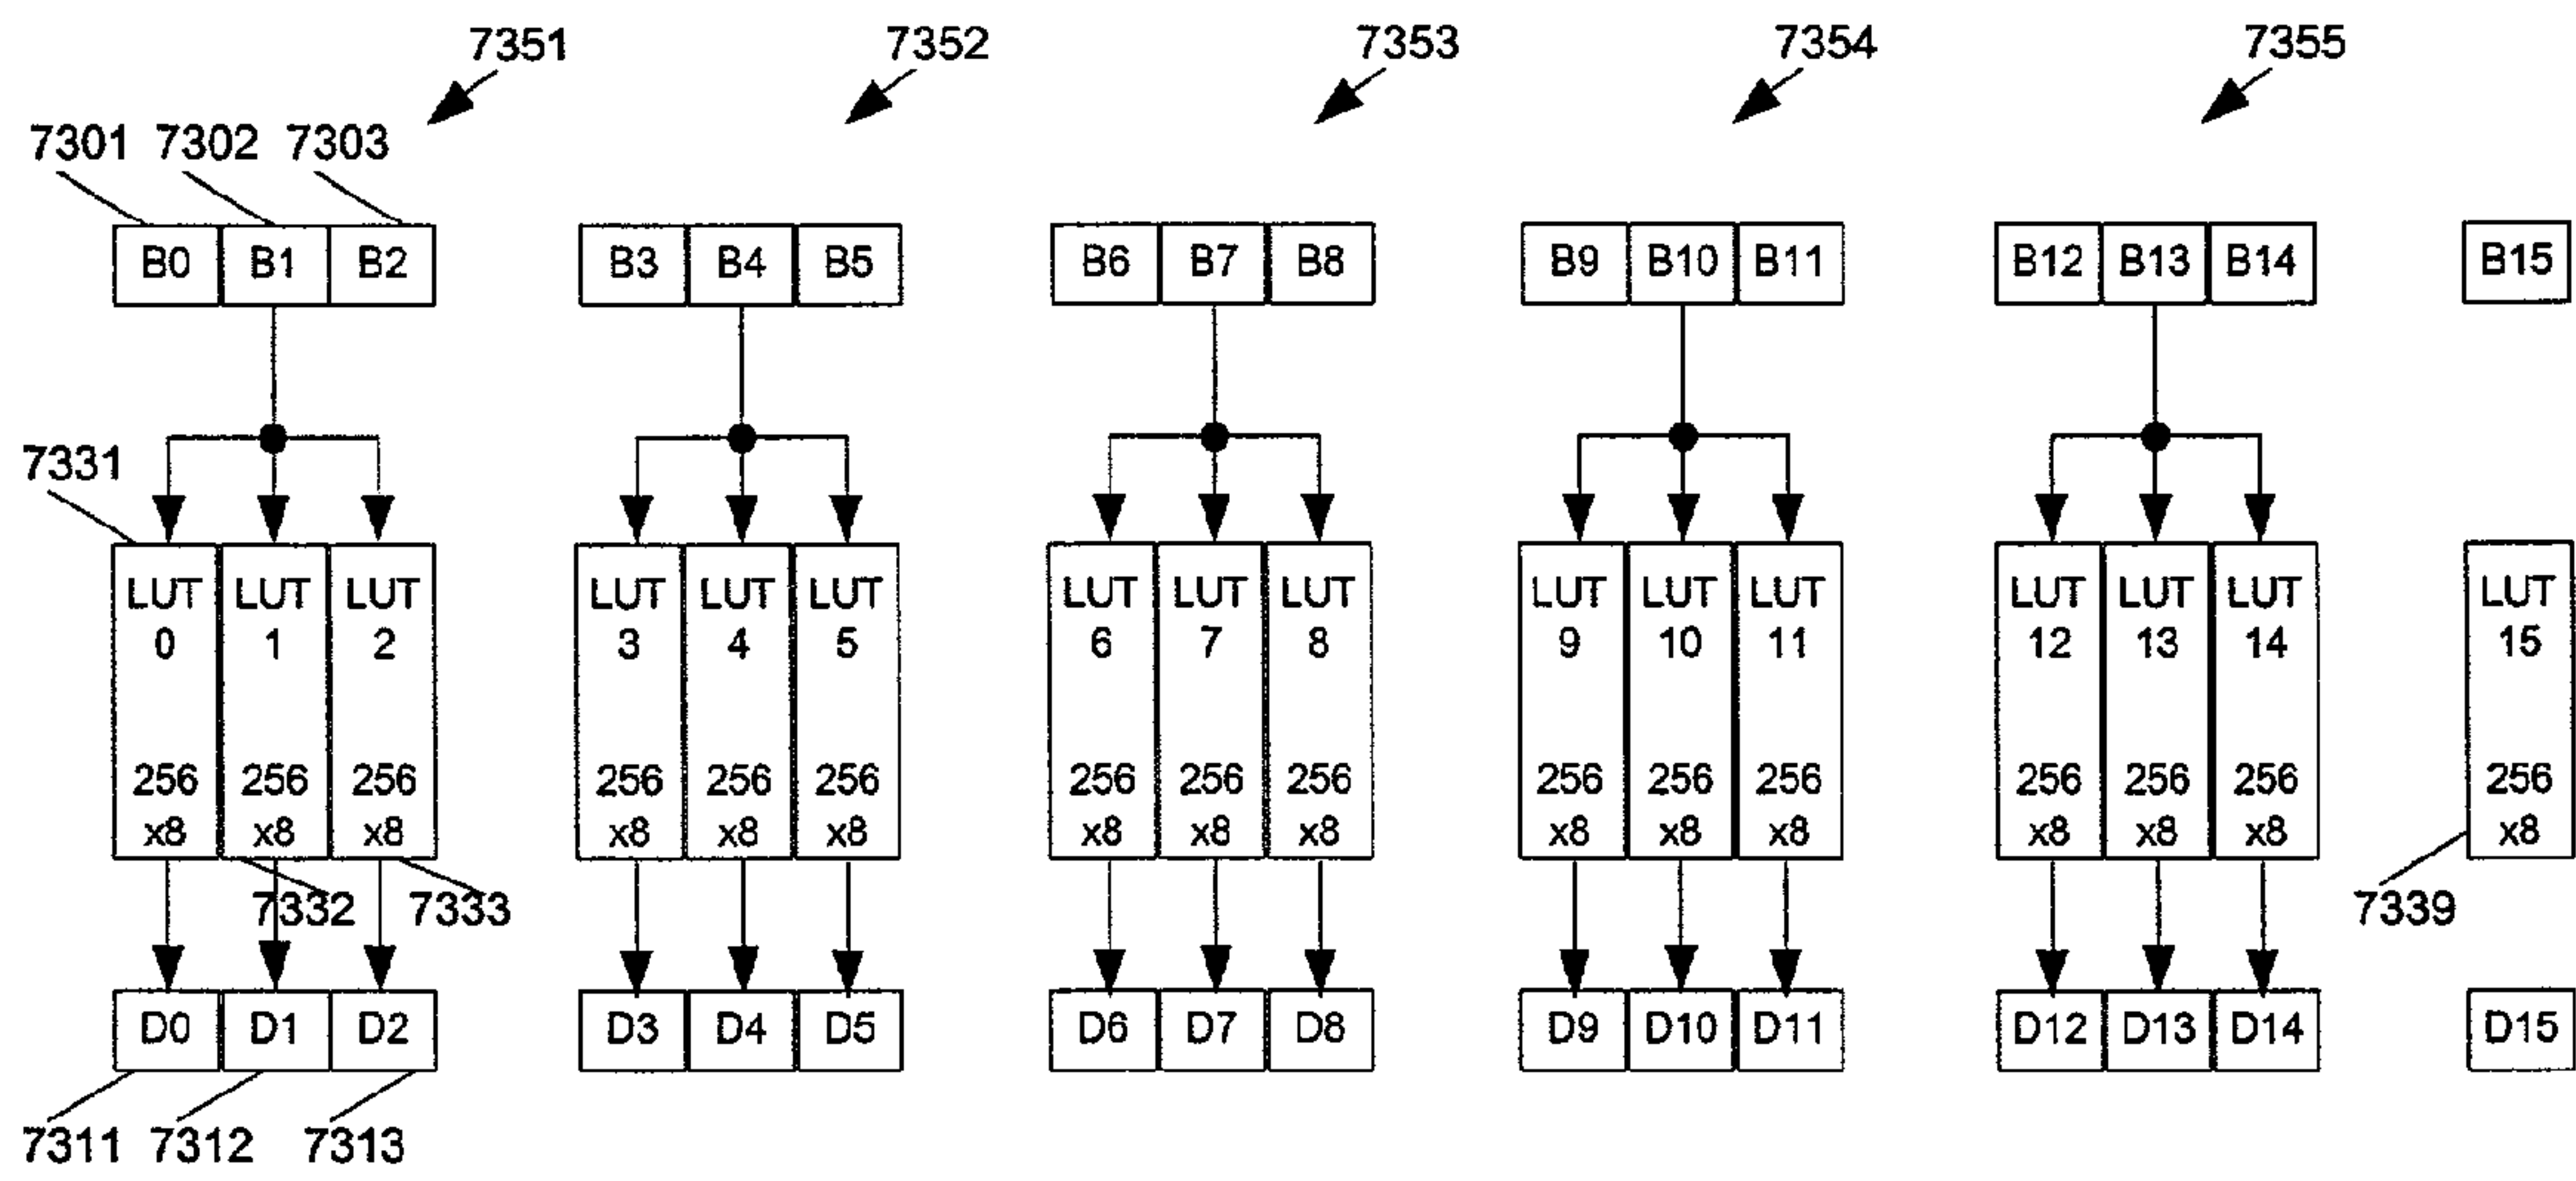 7351 7352 7353 7354 7355
7301 7302 7303
B0 B1 B2 B3 B4 B5 B6 B7 B8 B9 B10 B11 B12 B13 B14 B15
7331
LUT LUT LUT LUT LUT LUT LUT LUT LUT LUT LUT LUT LUT LUT LUT LUT
0 1 2 3 4 5 6 7 8 9 10 11 12 13 14 15
256 256 256 256 256 256 256 256 256 256 256 256 256 256 256 256
x8 x8 x8 x8 x8 x8 x8 x8 x8 x8 x8 x8 x8 x8 x8 x8
7332 7333 7339
D0 D1 D2 D3 D4 D5 D6 D7 D8 D9 D10 D11 D12 D13 D14 D15
7311 7312 7313